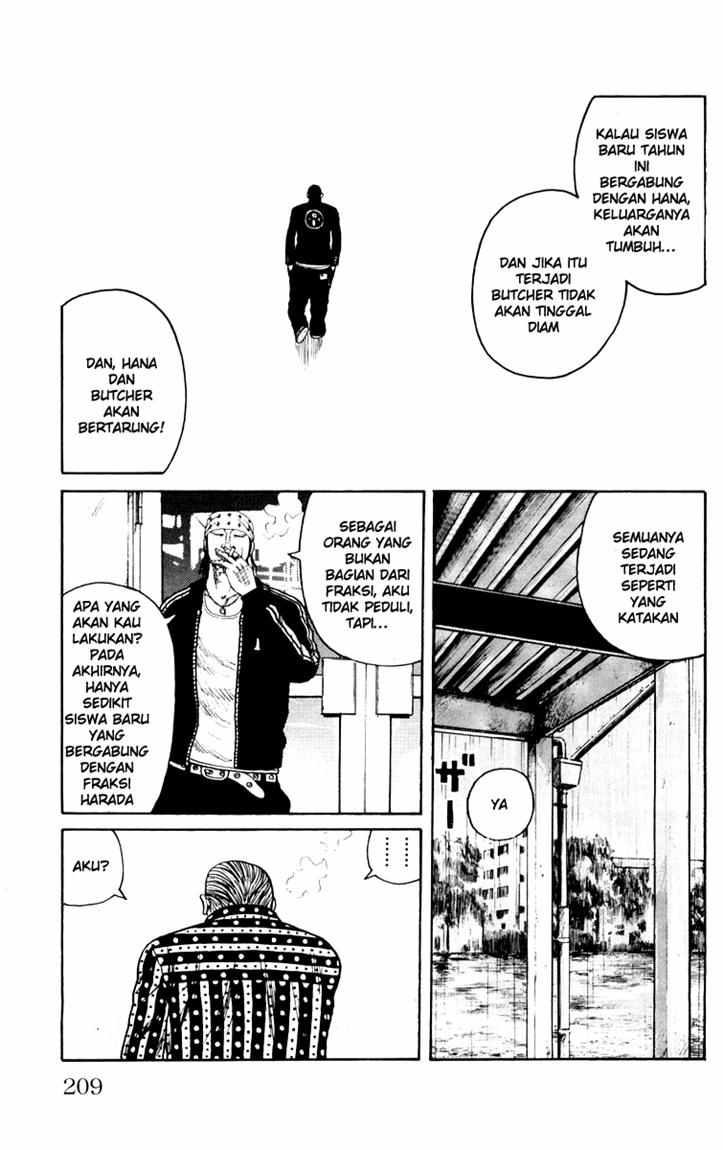 KALAU SISWA
BARU TAHUN
INI
BERGABUNG
DENGAN HANA,
KELUARGANYA
AKAN
TUMBUH...
DAN JIKA ITU
TERJADI
BUTCHER TIDAK
AKAN TINGGAL
DIAM
DAN, HANA
DAN
BUTCHER
AKAN
BERTARUNG!
SEMUANYA
SEDANG
TERJADI
SEPERTI
YANG
KATAKAN
ザー
YA
SEBAGAI
ORANG YANG
BUKAN
BAGIAN DARI
FRAKSI, AKU
TIDAK PEDULI,
TAPI...
APA YANG
AKAN KAU
LAKUKAN?
PADA
AKHIRNYA,
HANYA
SEDIKIT
SISWA BARU
YANG
BERGABUNG
DENGAN
FRAKSI
HARADA
......
AKU?
209